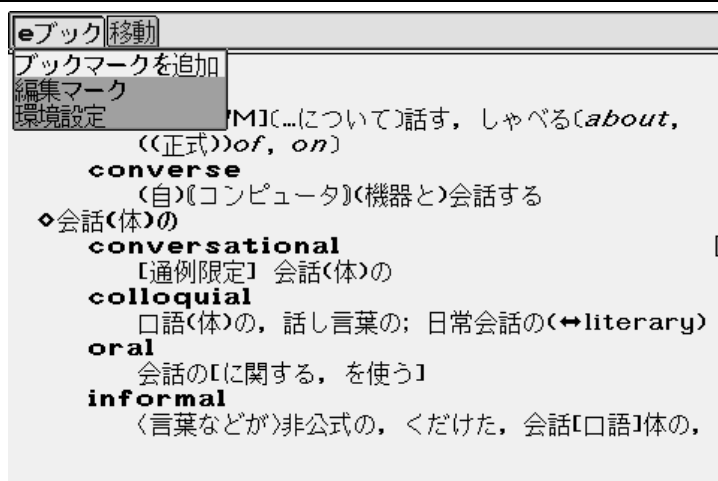 eブック 移動
ブックマークを追加
編集マーク
環境設定
M](…について)話す, しゃべる(about,
((正式))of, on)
converse
(自)〘コンピュータ〙(機器と)会話する
◆会話(体)の
conversational
[通例限定] 会話(体)の
colloquial
口語(体)の, 話し言葉の; 日常会話の(↔literary)
oral
会話の[に関する, を使う]
informal
〈言葉などが〉非公式の, くだけた, 会話[口語]体の,